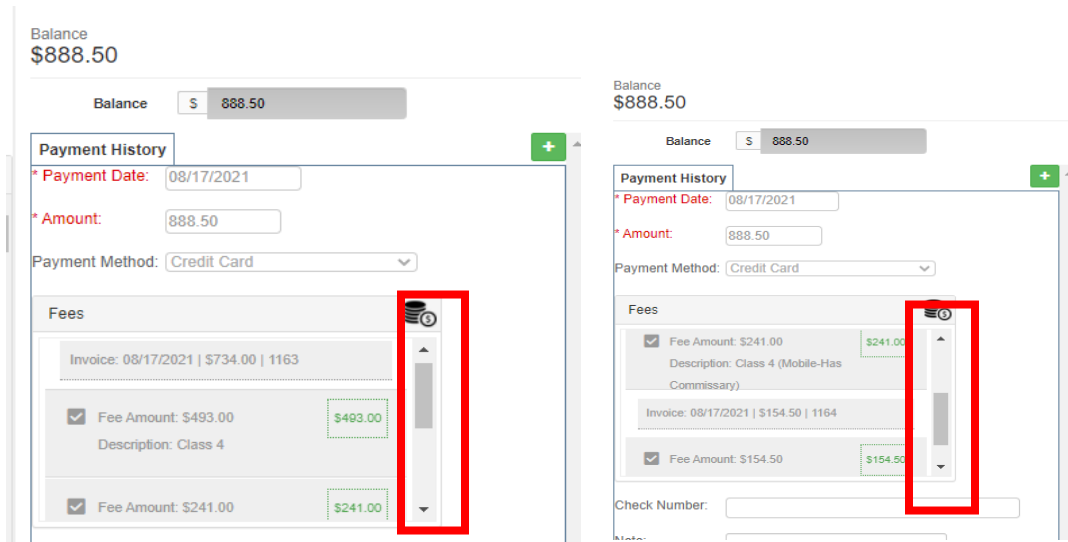 Balance
$888.50
Balance $ 888.50
Payment History +
* Payment Date: 08/17/2021
* Amount: 888.50
Payment Method: Credit Card
Fees
Invoice: 08/17/2021 | $734.00 | 1163
Fee Amount: $493.00 $493.00
Description: Class 4
Fee Amount: $241.00 $241.00
Balance
$888.50
Balance $ 888.50
Payment History +
* Payment Date: 08/17/2021
* Amount: 888.50
Payment Method: Credit Card
Fees
Fee Amount: $241.00 $241.00
Description: Class 4 (Mobile-Has
Commissary)
Invoice: 08/17/2021 | $154.50 | 1164
Fee Amount: $154.50 $154.50
Check Number:
Note: